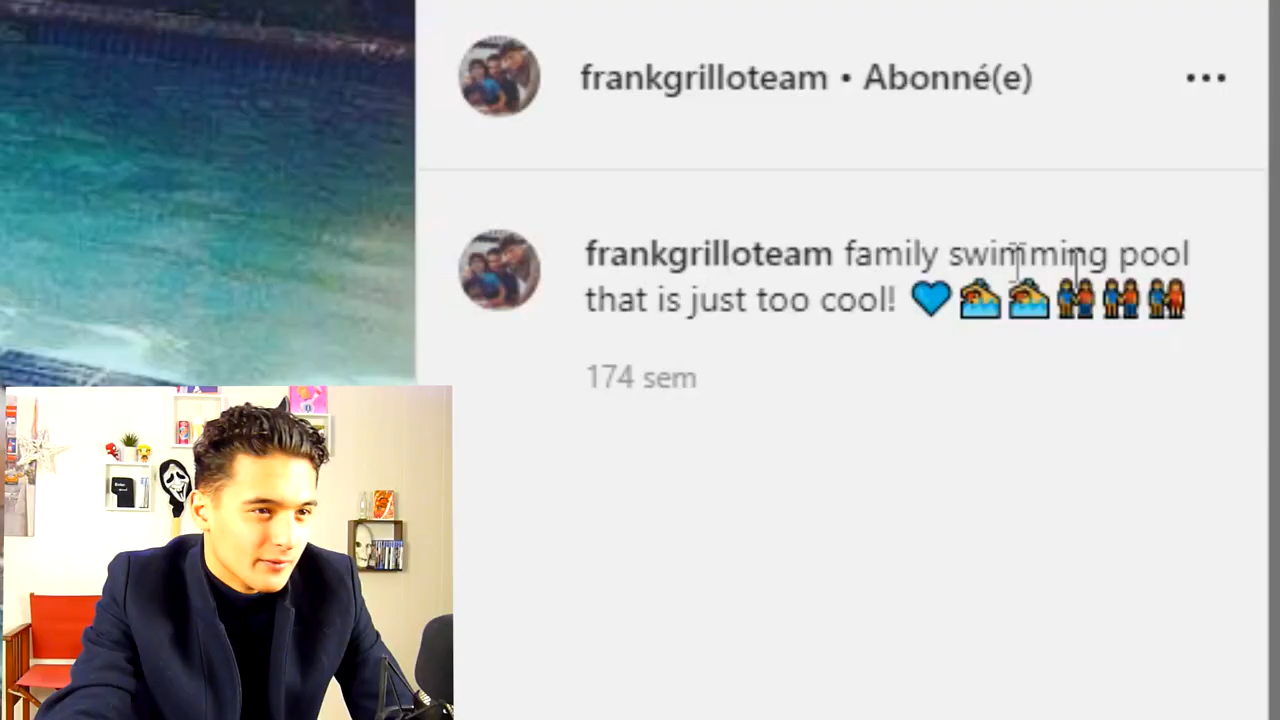 frankgrilloteam • Abonné(e)
frankgrilloteam family swimming pool
that is just too cool! 💙🏊🏊👫👫👫
174 sem